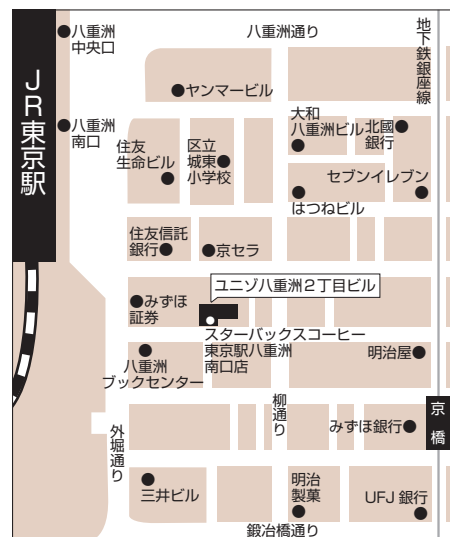 八重洲
中央口
八重洲通り
地下鉄銀座線
JR東京駅
ヤンマービル
八重洲
南口
住友
生命ビル
区立
城東
小学校
大和
八重洲ビル
北國
銀行
セブンイレブン
はつねビル
住友信託
銀行
京セラ
ユニゾ八重洲2丁目ビル
みずほ
証券
スターバックスコーヒー
東京駅八重洲
南口店
八重洲
ブックセンター
明治屋
外堀通り
柳通り
みずほ銀行
京橋
三井ビル
明治
製菓
UFJ 銀行
鍛冶橋通り